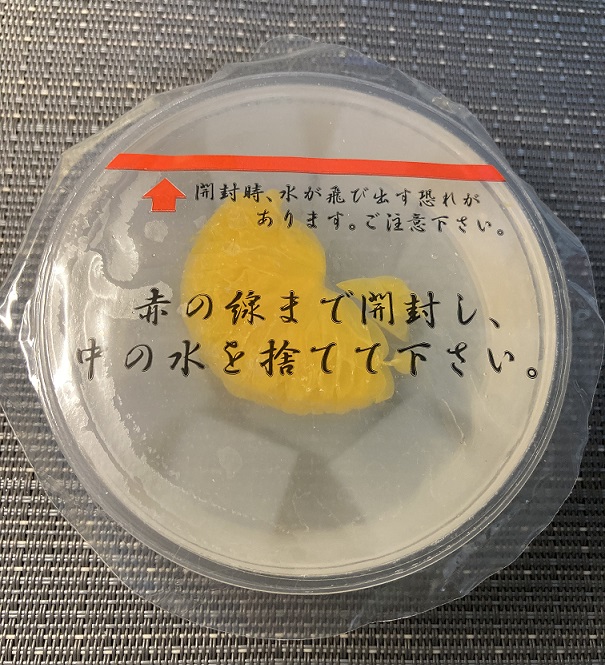 開封時、水が飛び出す恐れが
あります。ご注意下さい。
赤の線まで開封し、
中の水を捨てて下さい。